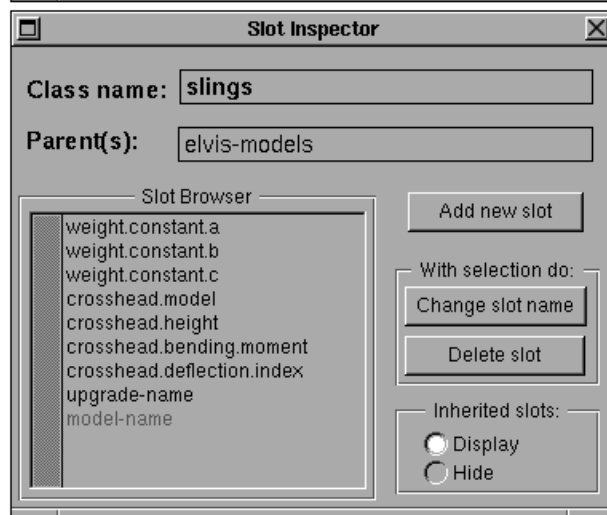 Slot Inspector
Class name: slings
Parent(s): elvis-models
Slot Browser
weight.constant.a
weight.constant.b
weight.constant.c
crosshead.model
crosshead.height
crosshead.bending.moment
crosshead.deflection.index
upgrade-name
model-name
Add new slot
With selection do:
Change slot name
Delete slot
Inherited slots:
Display
Hide